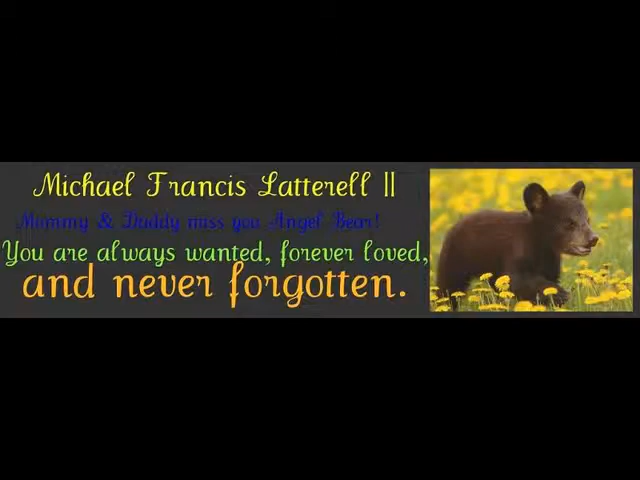 Michael Francis Latterell II
Mommy & Daddy miss you Angel Bear!
You are always wanted, forever loved,
and never forgotten.